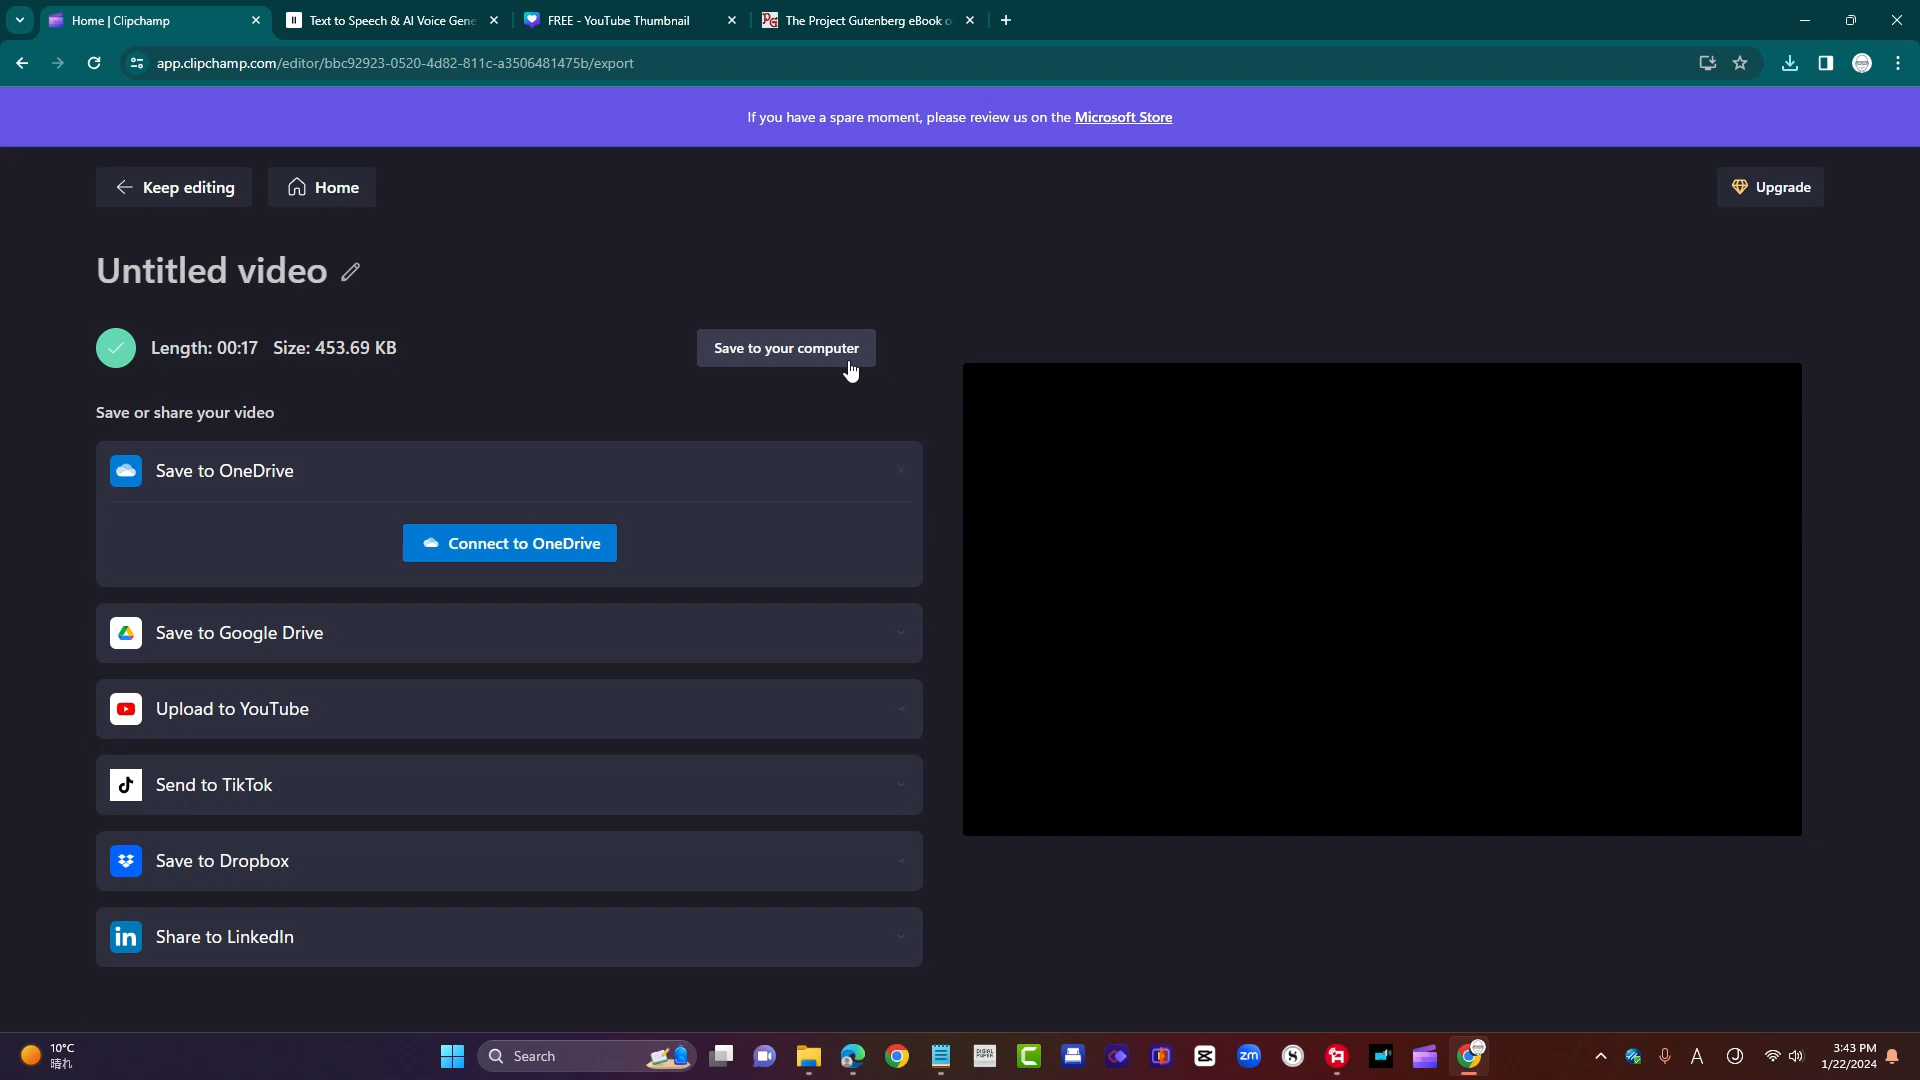 Home | Clipchamp
Text to Speech & AI Voice Gene
FREE - YouTube Thumbnail
The Project Gutenberg eBook o
app.clipchamp.com/editor/bbc92923-0520-4d82-811c-a3506481475b/export
If you have a spare moment, please review us on the Microsoft Store
Keep editing
Home
Upgrade
Untitled video
Length: 00:17 Size: 453.69 KB
Save to your computer
Save or share your video
Save to OneDrive
Connect to OneDrive
Save to Google Drive
Upload to YouTube
Send to TikTok
Save to Dropbox
in Share to LinkedIn
10°C
晴れ
Search
DIGITAL PAPER
zm
A
3:43 PM
1/22/2024